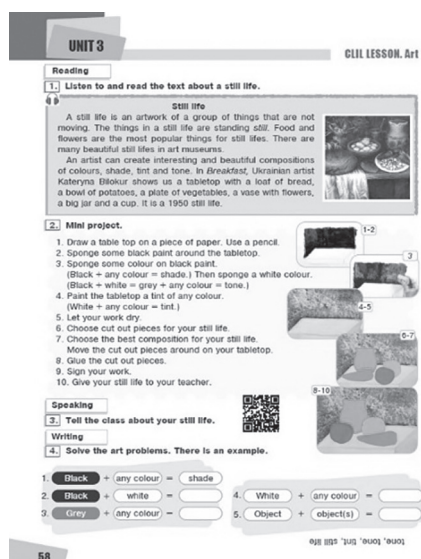 UNIT 3
CLIL LESSON. Art
Reading
1. Listen to and read the text about a still life.
Still life
A still life is an artwork of a group of things that are not
moving. The things in a still life are standing still. Food and
flowers are the most popular things for still lifes. There are
many beautiful still lifes in art museums.
An artist can create interesting and beautiful compositions
of colours, shade, tint and tone. In Breakfast, Ukrainian artist
Kateryna Bilokur shows us a tabletop with a loaf of bread,
a bowl of potatoes, a plate of vegetables, a vase with flowers,
a big jar and a cup. It is a 1950 still life.
2. Mini project.
1. Draw a table top on a piece of paper. Use a pencil.
2. Sponge some black paint around the tabletop.
3. Sponge some colour on black paint.
(Black + any colour = shade.) Then sponge a white colour.
(Black + white = grey + any colour = tone.)
4. Paint the tabletop a tint of any colour.
(White + any colour = tint.)
5. Let your work dry.
6. Choose cut out pieces for your still life.
7. Choose the best composition for your still life.
Move the cut out pieces around on your tabletop.
8. Glue the cut out pieces.
9. Sign your work.
10. Give your still life to your teacher.
1-2
3
4-5
6-7
8-10
Speaking
3. Tell the class about your still life.
Writing
4. Solve the art problems. There is an example.
1. Black + any colour = shade
2. Black + white =
3. Grey + any colour =
4. White + any colour =
5. Object + object(s) =
tone, tone, tint, still life
58